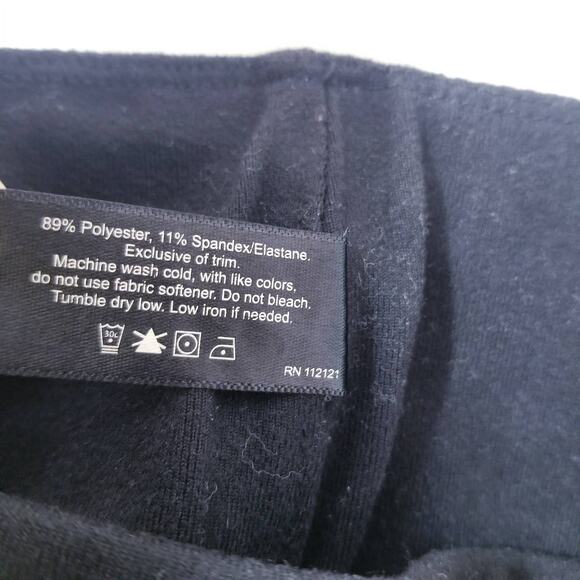 89% Polyester, 11% Spandex/Elastane.
Exclusive of trim.
Machine wash cold, with like colors,
do not use fabric softener. Do not bleach.
Tumble dry low. Low iron if needed.
30c
RN 112121